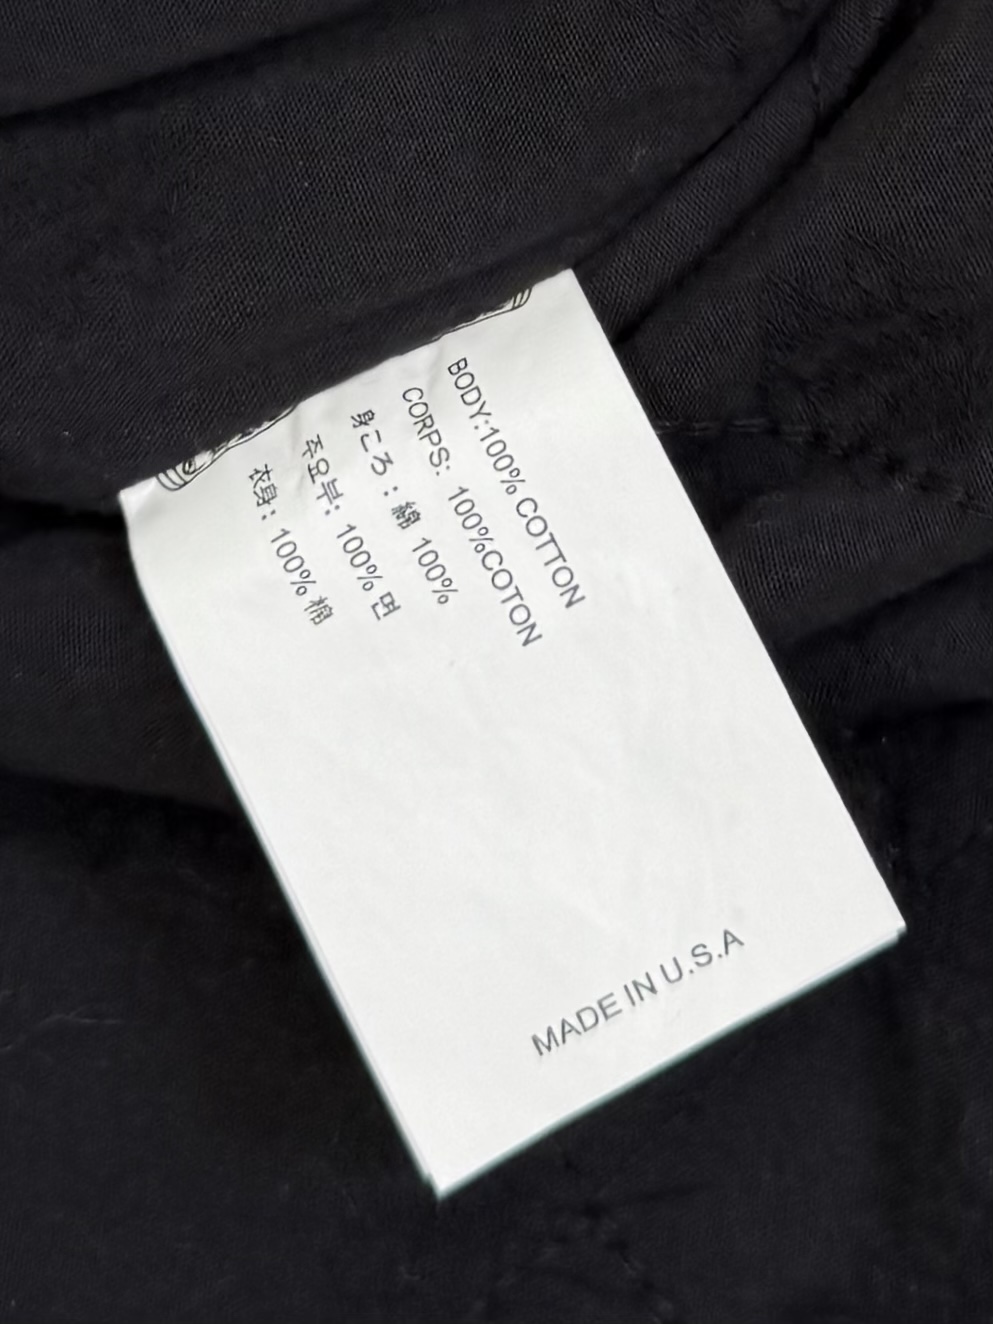 BODY:100% COTTON
CORPS: 100%COTON
身ころ : 綿 100%
주요부: 100% 면
衣身: 100% 棉
MADE IN U.S.A